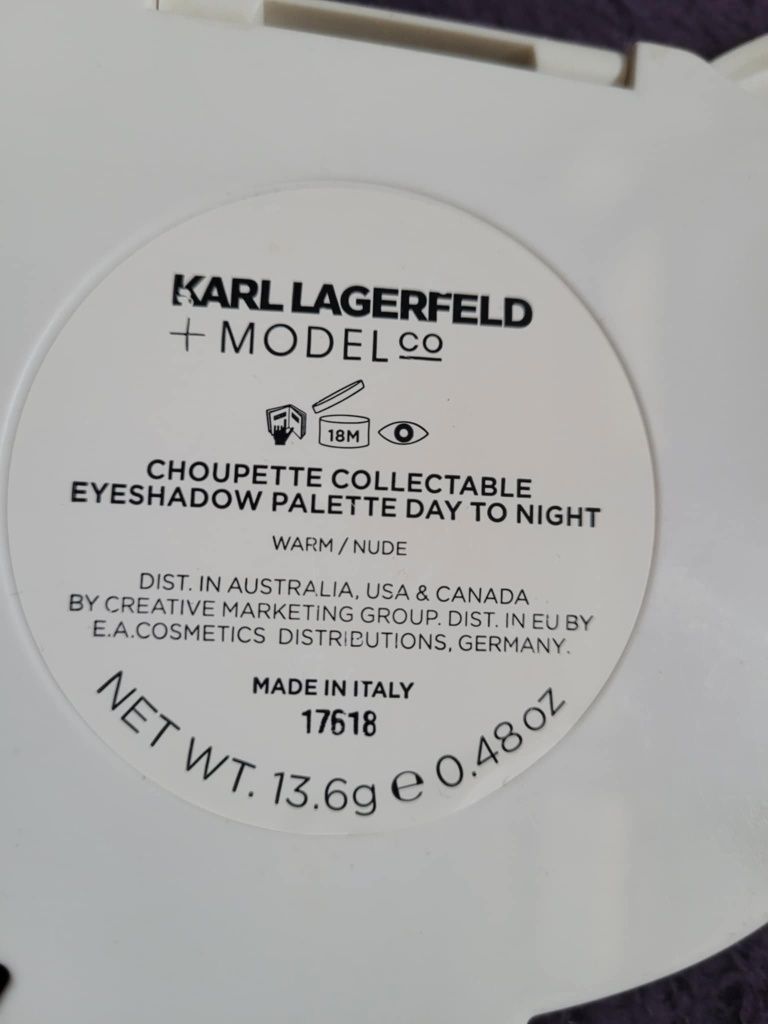 KARL LAGERFELD
+ MODEL CO
18M
CHOUPETTE COLLECTABLE
EYESHADOW PALETTE DAY TO NIGHT
WARM / NUDE
DIST. IN AUSTRALIA, USA & CANADA
BY CREATIVE MARKETING GROUP. DIST. IN EU BY
E.A.COSMETICS DISTRIBUTIONS, GERMANY.
MADE IN ITALY
17618
NET WT. 13.6g e 0.48oz